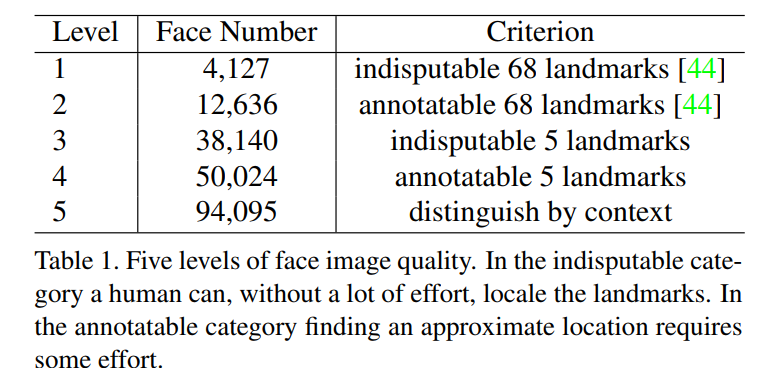 Level Face Number Criterion
1 4,127 indisputable 68 landmarks [44]
2 12,636 annotatable 68 landmarks [44]
3 38,140 indisputable 5 landmarks
4 50,024 annotatable 5 landmarks
5 94,095 distinguish by context
Table 1. Five levels of face image quality. In the indisputable cate-
gory a human can, without a lot of effort, locale the landmarks. In
the annotatable category finding an approximate location requires
some effort.